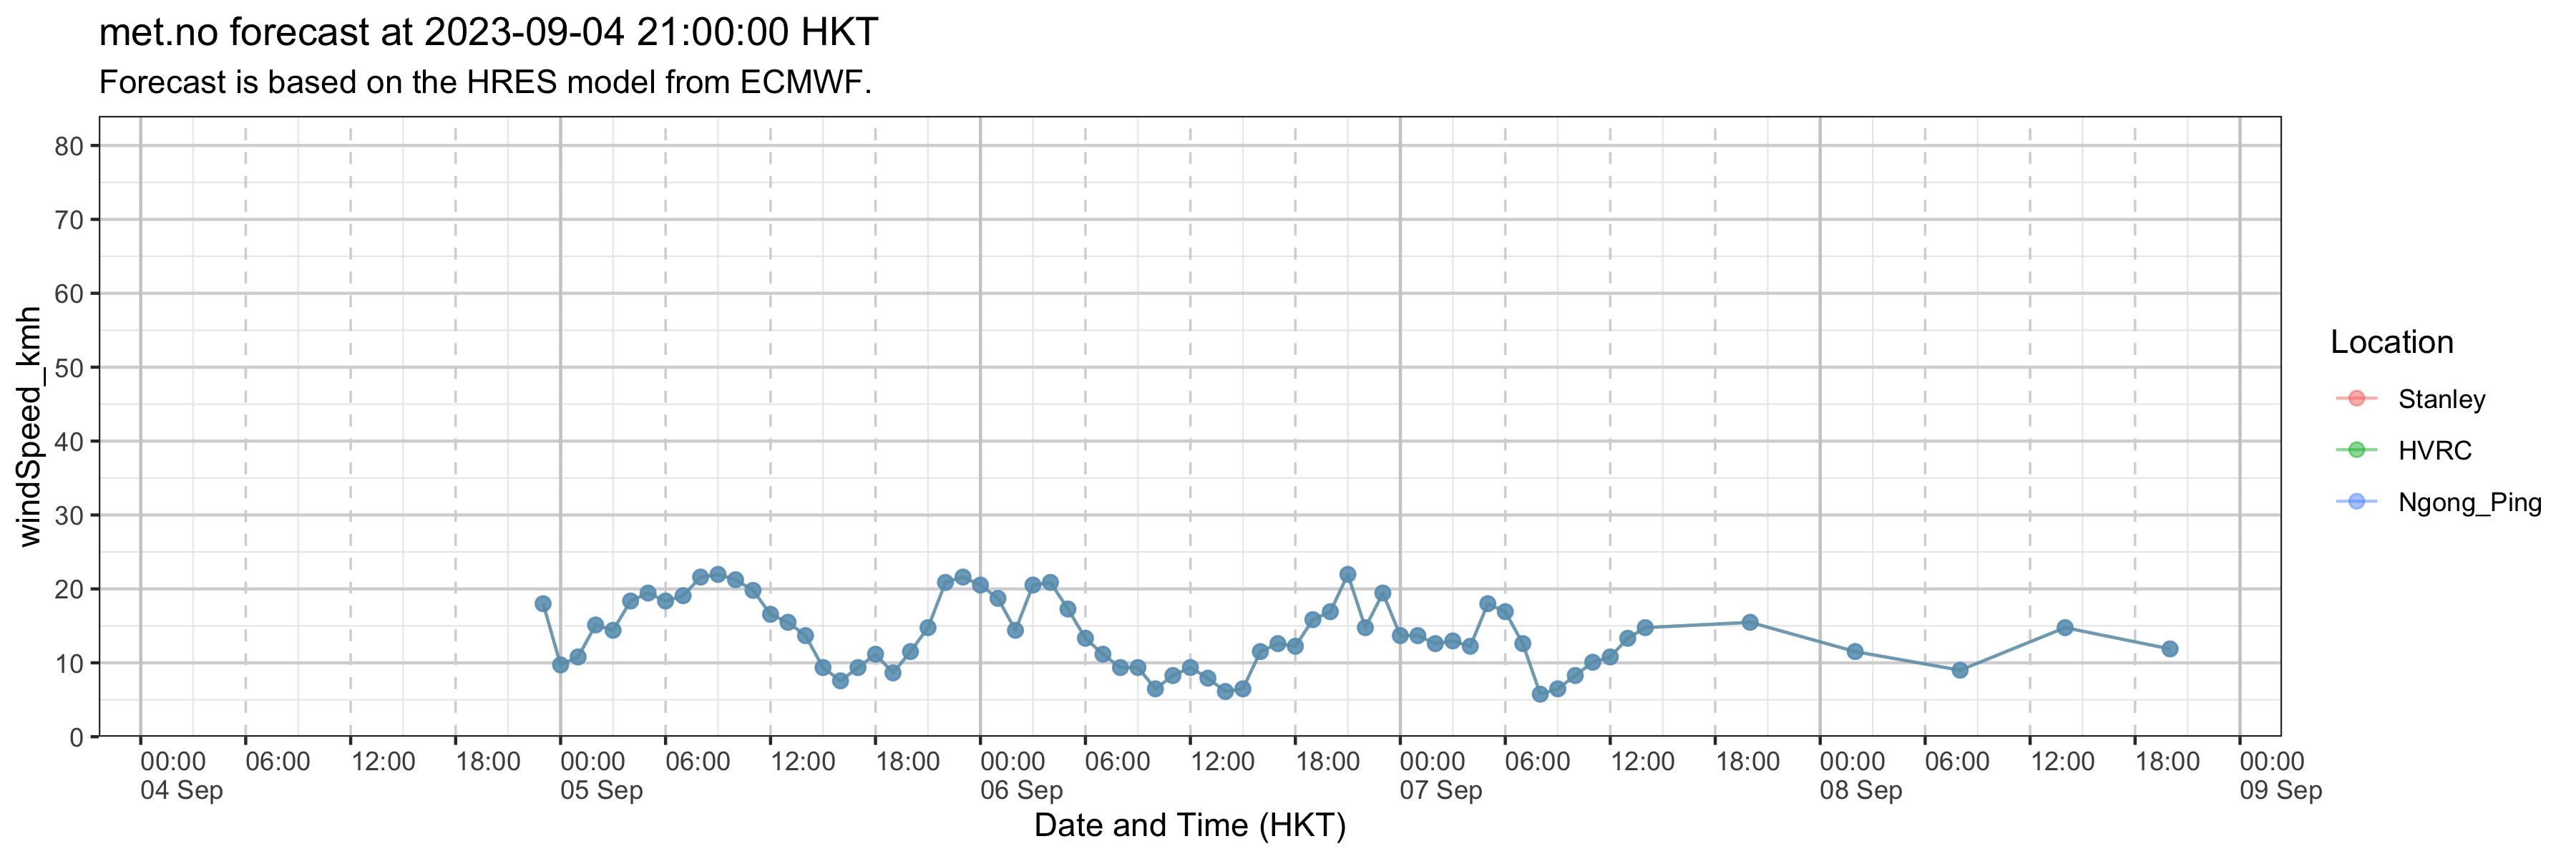 met.no forecast at 2023-09-04 21:00:00 HKT
Forecast is based on the HRES model from ECMWF.
windSpeed_kmh
80
70
60
50
40
30
20
10
0
00:00 06:00 12:00 18:00 00:00 06:00 12:00 18:00 00:00 06:00 12:00 18:00 00:00 06:00 12:00 18:00 00:00 06:00 12:00 18:00 00:00
04 Sep 05 Sep 06 Sep 07 Sep 08 Sep 09 Sep
Date and Time (HKT)
Location
Stanley
HVRC
Ngong_Ping